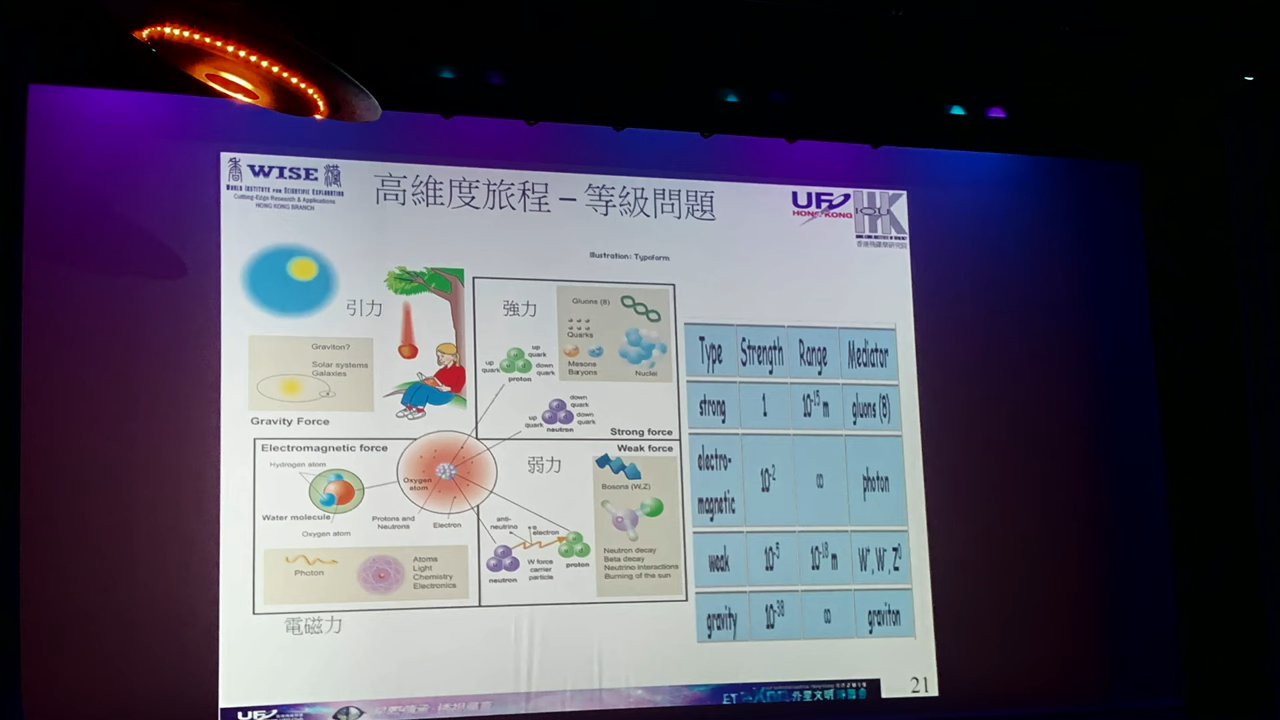 香 WISE 漢
WORLD INSTITUTE FOR SCIENTIFIC EXPLORATION
Cutting-Edge Research & Applications
HONG KONG BRANCH
高維度旅程 – 等級問題
UFO
HONG KONG
HK
Illustration: Typoform
引力
Graviton?
Solar systems
Galaxies
Gravity Force
強力
Gluons (8)
Quarks
Mesons
Baryons
Nuclei
up
quark
up
quark
down
quark
proton
down
quark
up
quark
down
quark
neutron
Strong force
Electromagnetic force
Hydrogen atom
Water molecule
Oxygen atom
Oxygen
atom
Protons and
Neutrons
Electron
Photon
Atoms
Light
Chemistry
Electronics
電磁力
Weak force
弱力
Bosons (W,Z)
anti-
neutrino
electron
W force
carrier
particle
neutron
proton
Neutron decay
Beta decay
Neutrino interactions
Burning of the sun
Type Strength Range Mediator
strong 1 10⁻¹⁵ m gluons (8)
electro-
magnetic 10⁻² ∞ photon
weak 10⁻⁵ 10⁻¹⁸ m W⁺, W⁻, Z⁰
gravity 10⁻³⁸ ∞ graviton
21